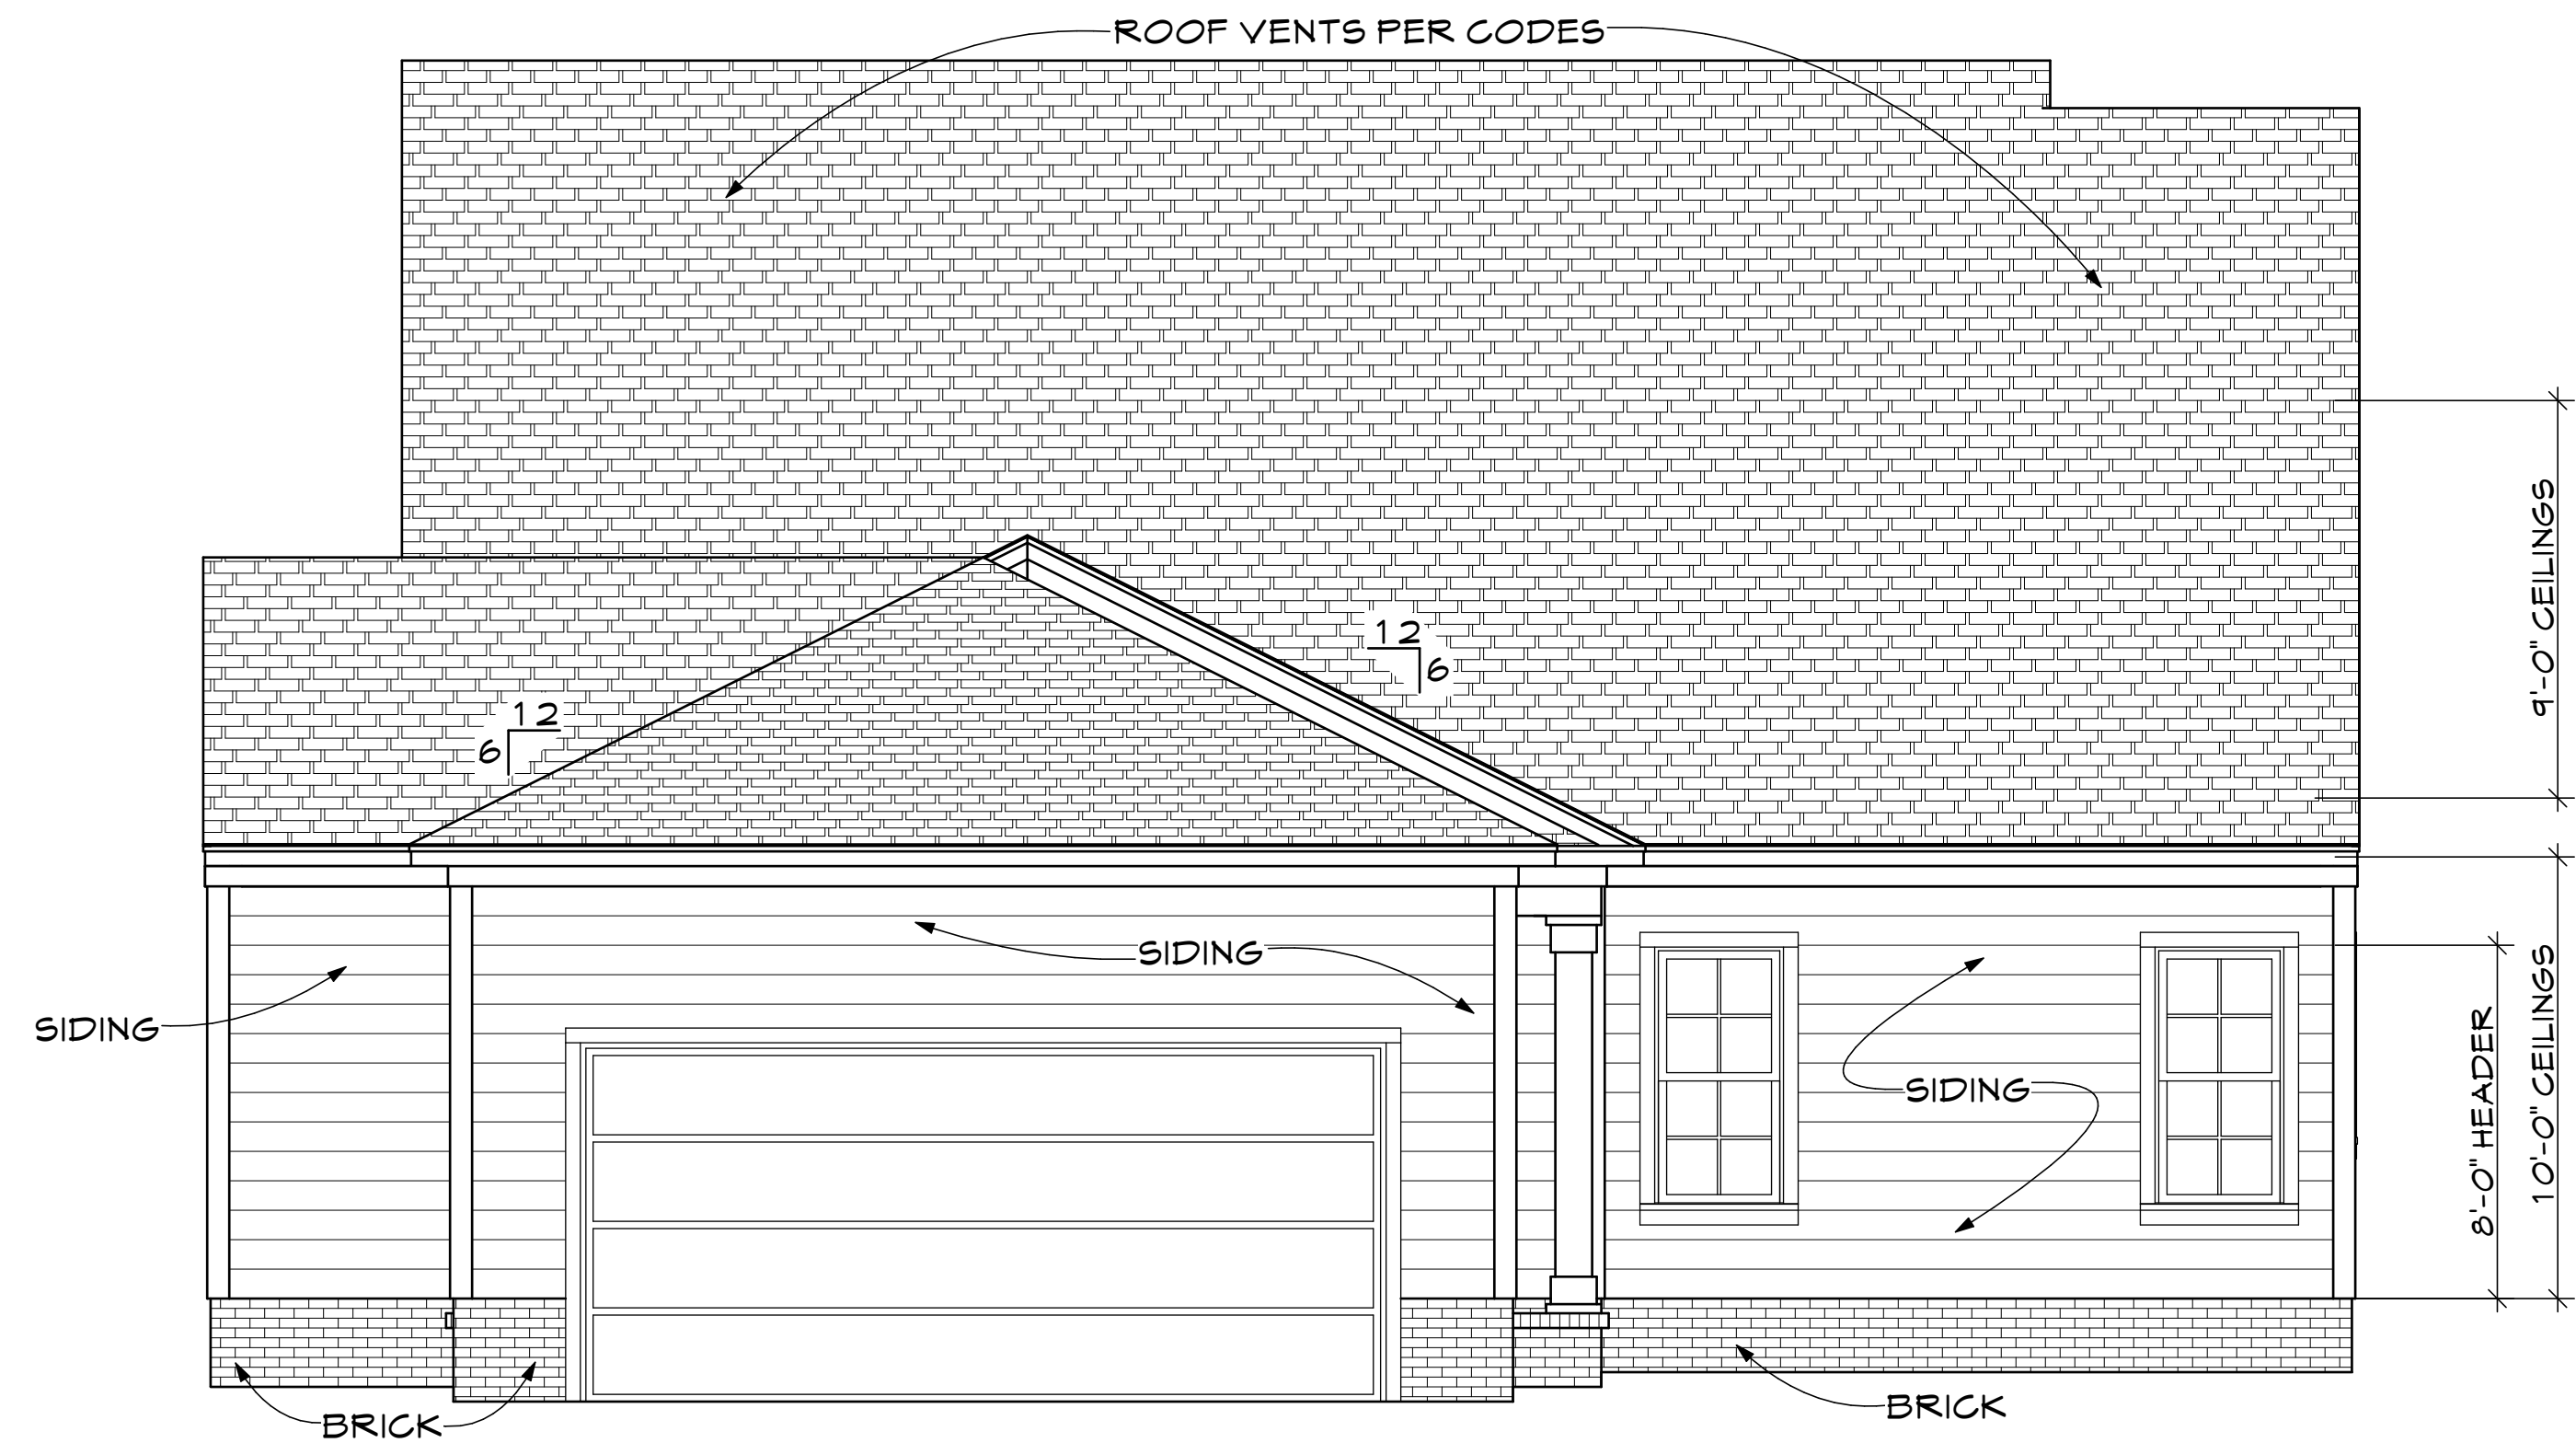 ROOF VENTS PER CODES
9'-0" CEILINGS
12
6
12
6
SIDING
SIDING
SIDING
8'-0" HEADER
10'-0" CEILINGS
BRICK
BRICK